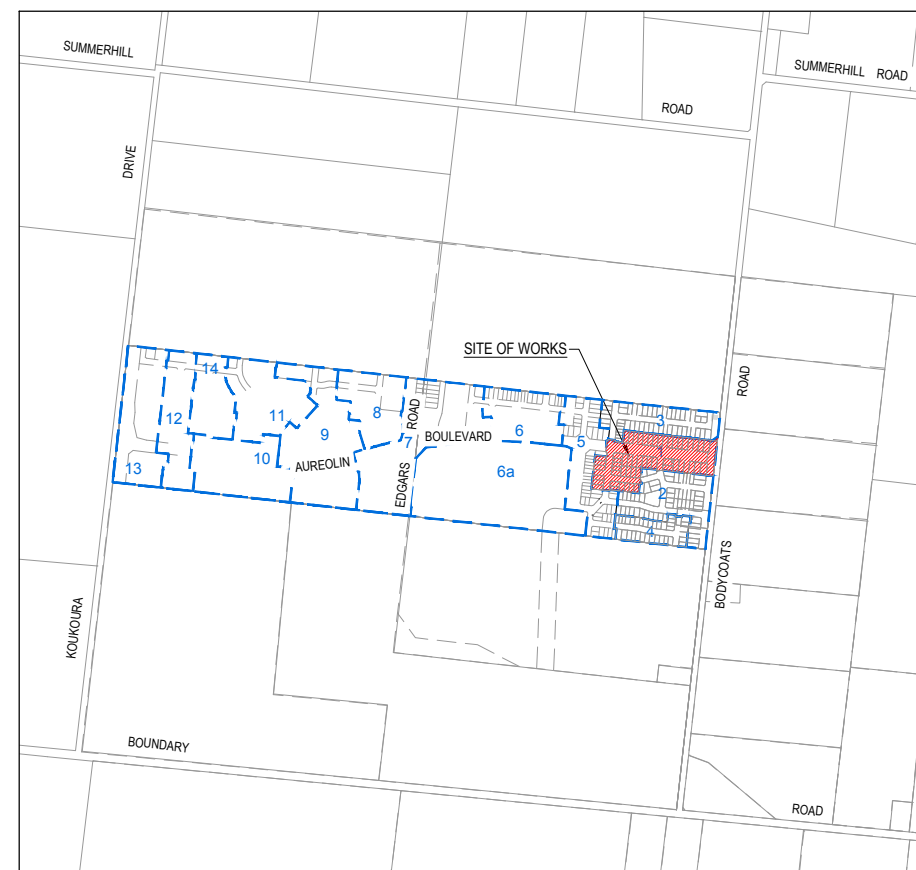 SUMMERHILL
SUMMERHILL ROAD
ROAD
DRIVE
SITE OF WORKS
ROAD
14
3
8
ROAD
12
11
6
1
9
7
BOULEVARD
5
10
AUREOLIN
6a
13
EDGARS
2
4
BODYCOATS
KOUKOURA
BOUNDARY
ROAD